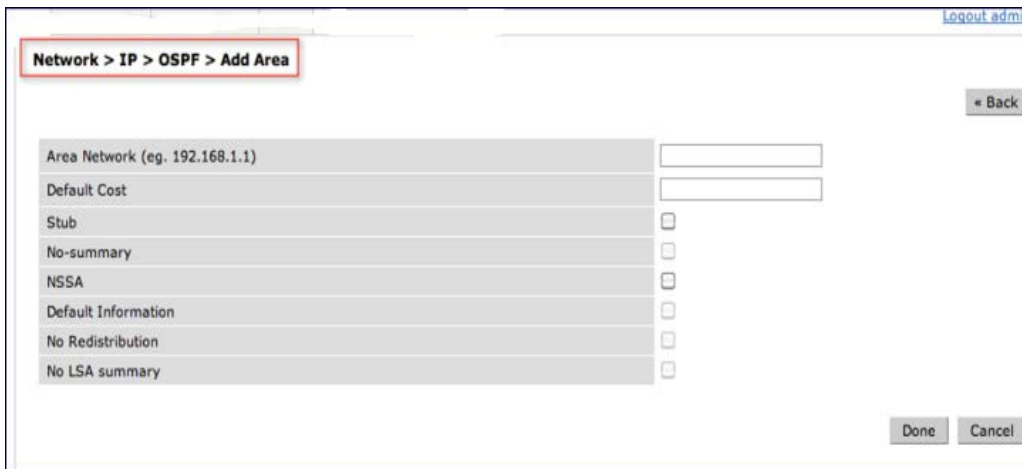 Logout admi
Network > IP > OSPF > Add Area
« Back
Area Network (eg. 192.168.1.1)
Default Cost
Stub
No-summary
NSSA
Default Information
No Redistribution
No LSA summary
Done Cancel